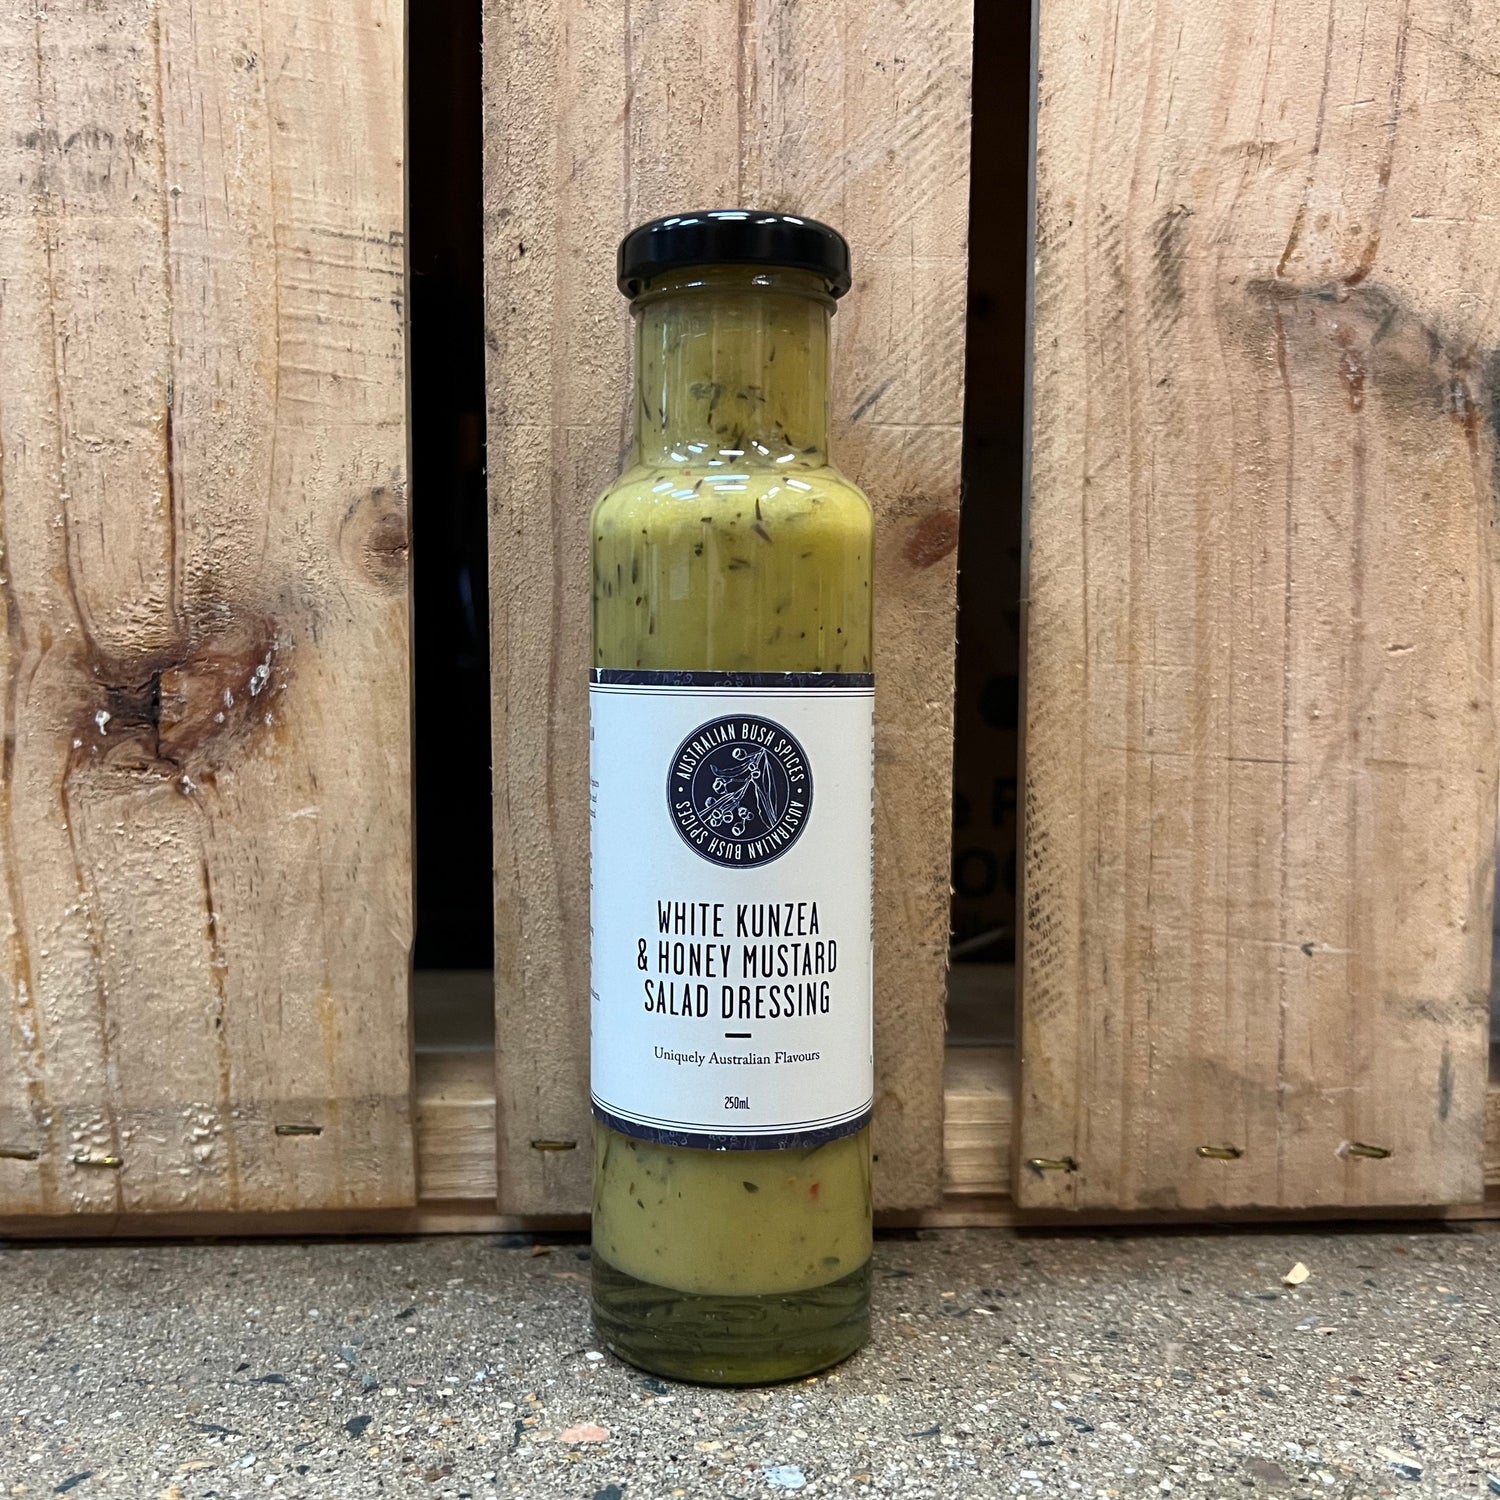 AUSTRALIAN BUSH SPICES • AUSTRALIAN BUSH SPICES •
WHITE KUNZEA
& HONEY MUSTARD
SALAD DRESSING
Uniquely Australian Flavours
250mL